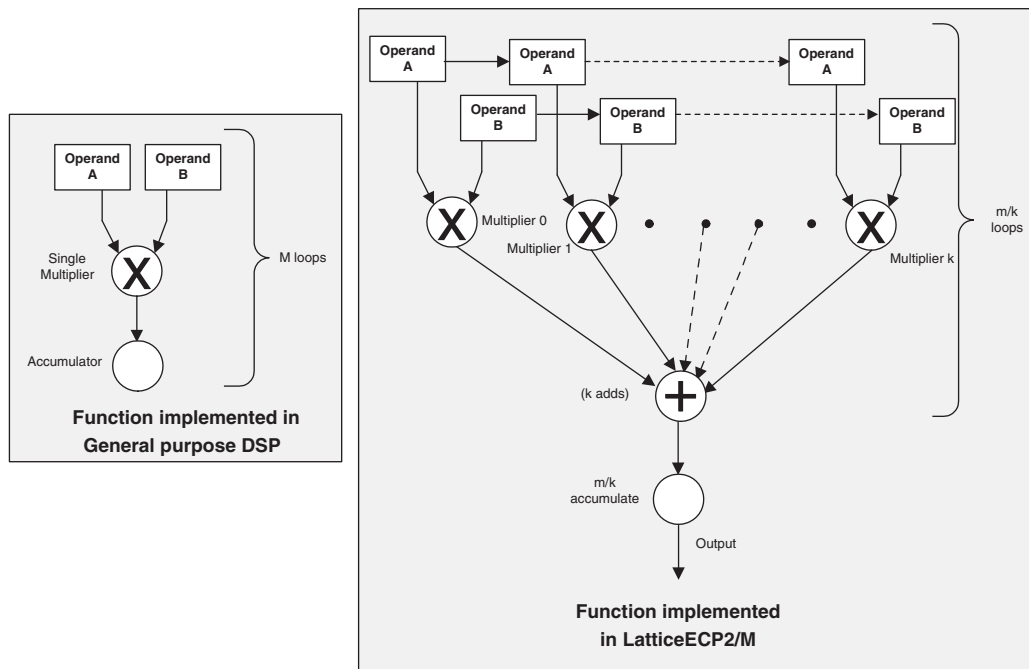 Operand
A
Operand
B
Single
Multiplier
X
M loops
Accumulator
Function implemented in
General purpose DSP
Operand
A
Operand
A
Operand
A
Operand
B
Operand
B
Operand
B
X
Multiplier 0
X
Multiplier 1
X
Multiplier k
m/k
loops
(k adds)
+
m/k
accumulate
Output
Function implemented
in LatticeECP2/M